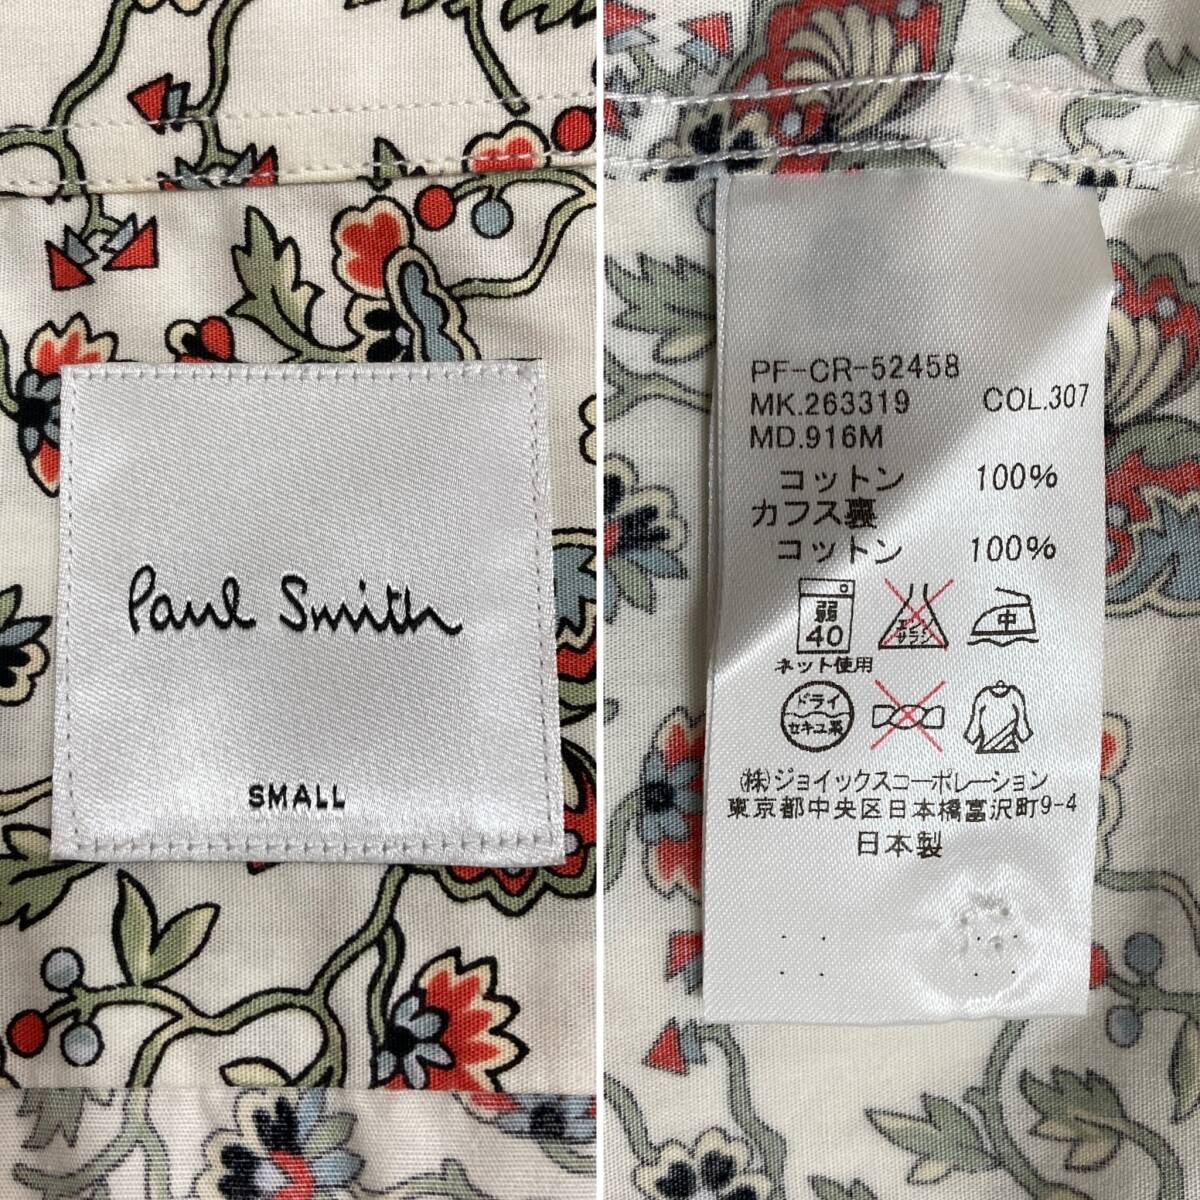 Paul Smith
SMALL
PF-CR-52458
MK.263319 COL.307
MD.916M
コットン 100%
カフス裏
コットン 100%
弱
40
エンソ
サラシ
中
ネット使用
ドライ
セキユ系
㈱ジョイックスコーポレーション
東京都中央区日本橋富沢町9-4
日本製